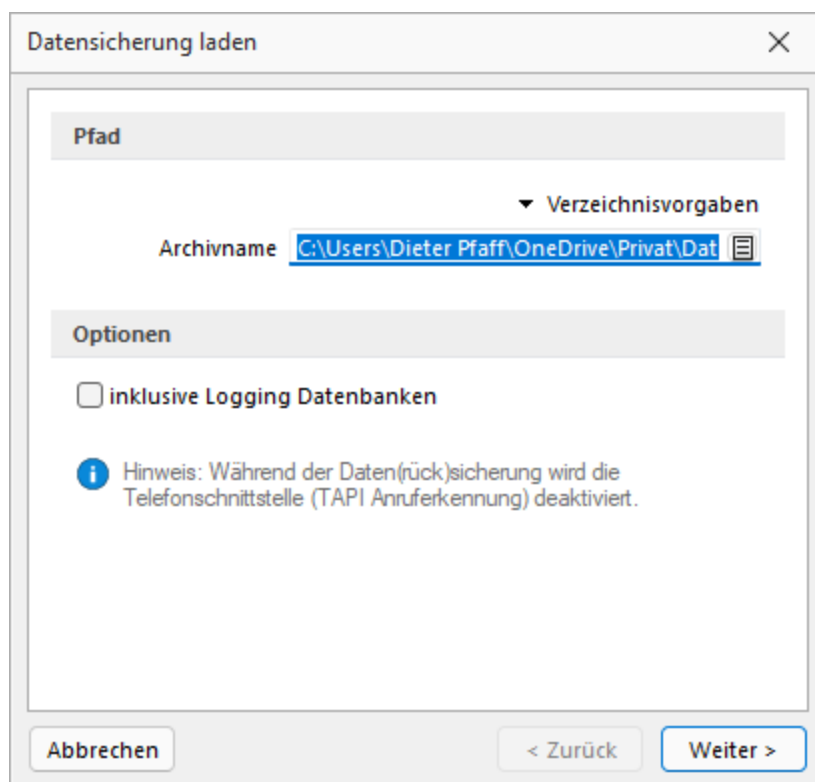 Datensicherung laden
Pfad
Verzeichnisvorgaben
Archivname C:\Users\Dieter Pfaff\OneDrive\Privat\Dat
Optionen
inklusive Logging Datenbanken
Hinweis: Während der Daten(rück)sicherung wird die
Telefonschnittstelle (TAPI Anruferkennung) deaktiviert.
Abbrechen < Zurück Weiter >